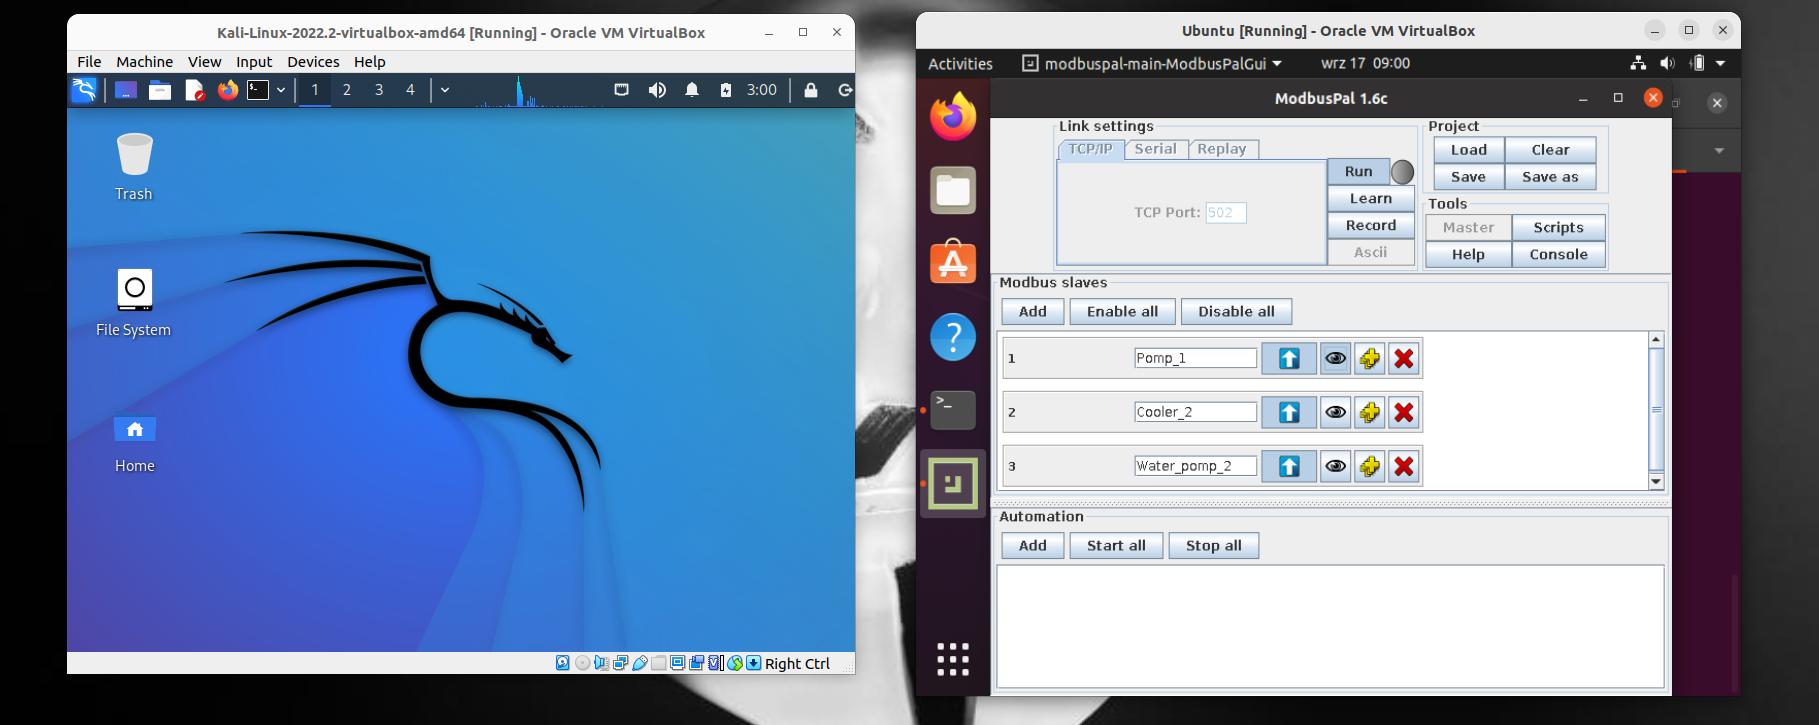 Kali-Linux-2022.2-virtualbox-amd64 [Running] - Oracle VM VirtualBox
File Machine View Input Devices Help
1 2 3 4 3:00
Trash
File System
Home
Right Ctrl
Ubuntu [Running] - Oracle VM VirtualBox
Activities modbuspal-main-ModbusPalGui wrz 17 09:00
ModbusPal 1.6c
Link settings
TCP/IP Serial Replay
TCP Port: 502
Run
Learn
Record
Ascii
Project
Load Clear
Save Save as
Tools
Master Scripts
Help Console
Modbus slaves
Add Enable all Disable all
1 Pomp_1
2 Cooler_2
3 Water_pomp_2
Automation
Add Start all Stop all